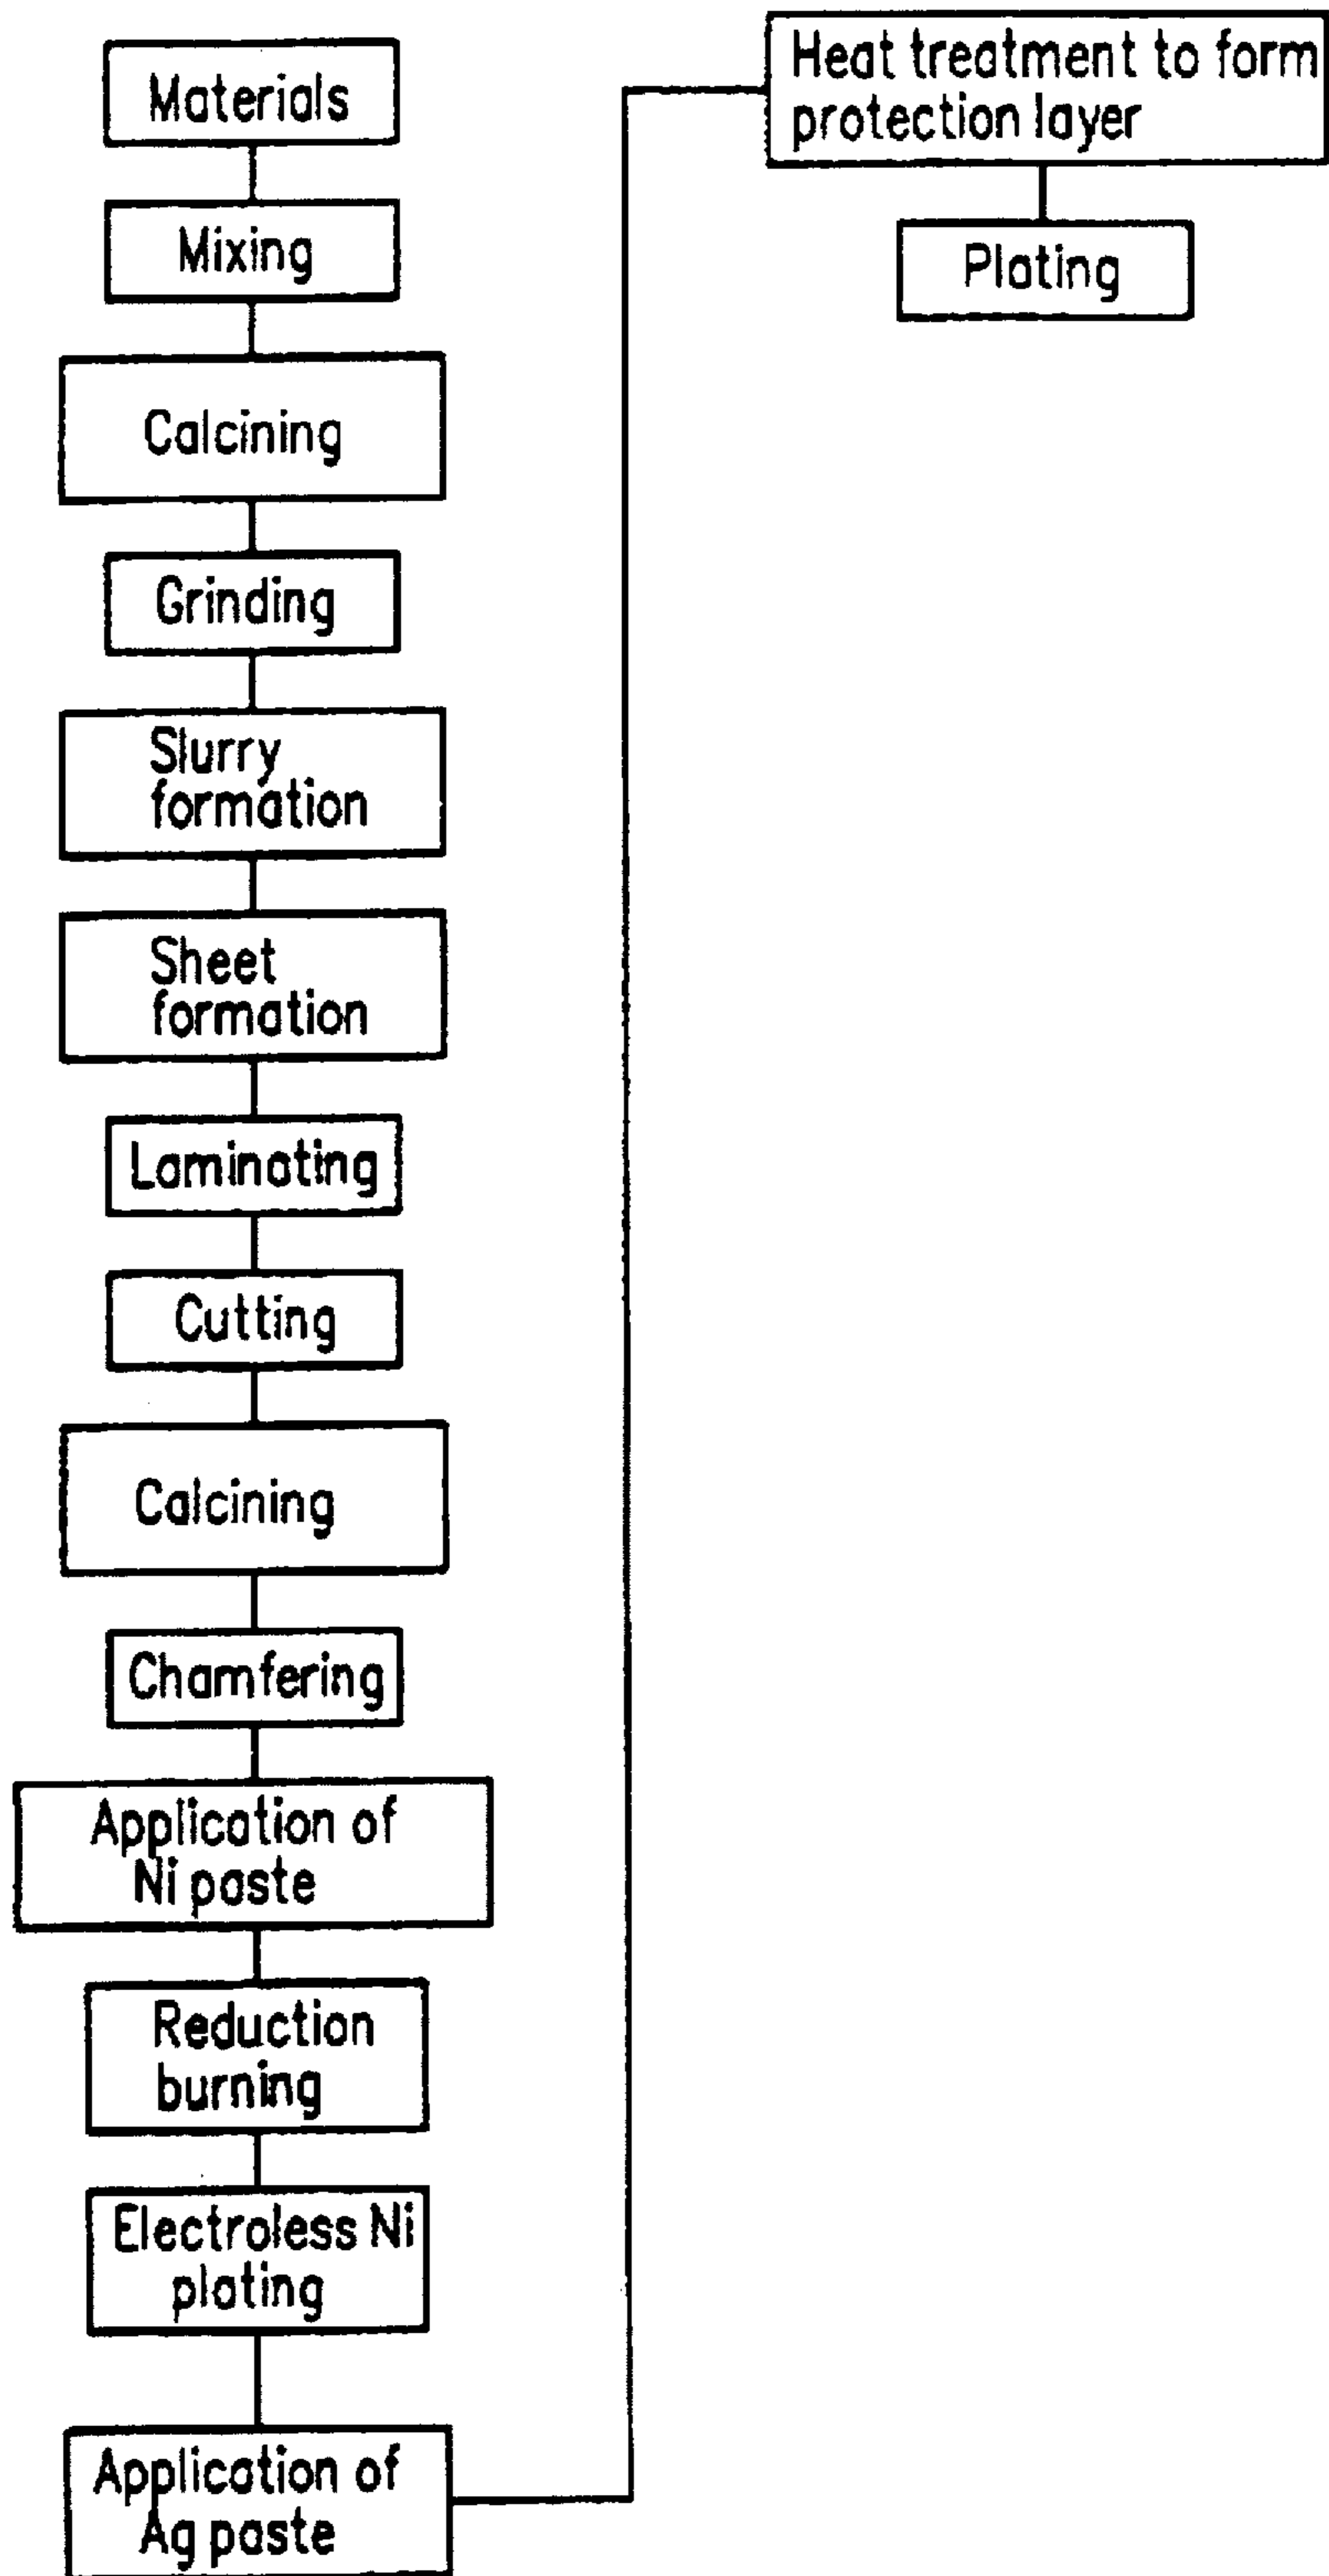 Materials
Mixing
Calcining
Grinding
Slurry
formation
Sheet
formation
Laminating
Cutting
Calcining
Chamfering
Application of
Ni paste
Reduction
burning
Electroless Ni
plating
Application of
Ag paste
Heat treatment to form
protection layer
Plating